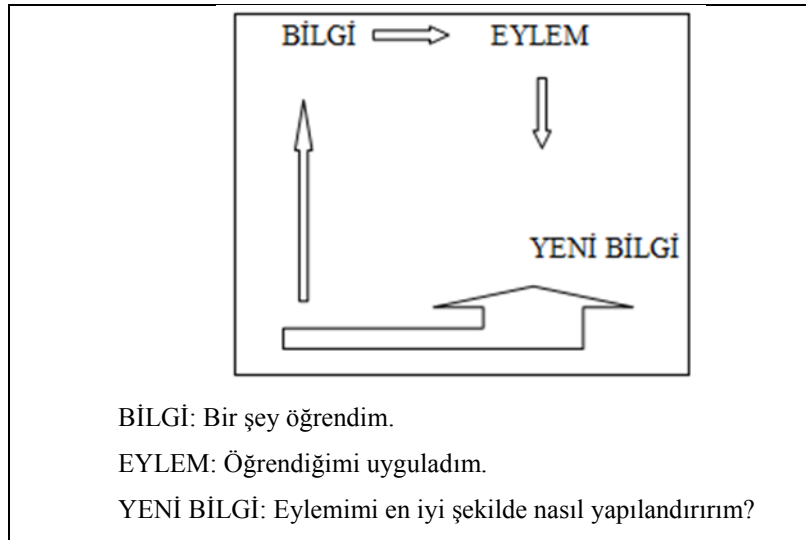 BİLGİ EYLEM
YENİ BİLGİ
BİLGİ: Bir şey öğrendim.
EYLEM: Öğrendiğimi uyguladım.
YENİ BİLGİ: Eylemimi en iyi şekilde nasıl yapılandırırım?